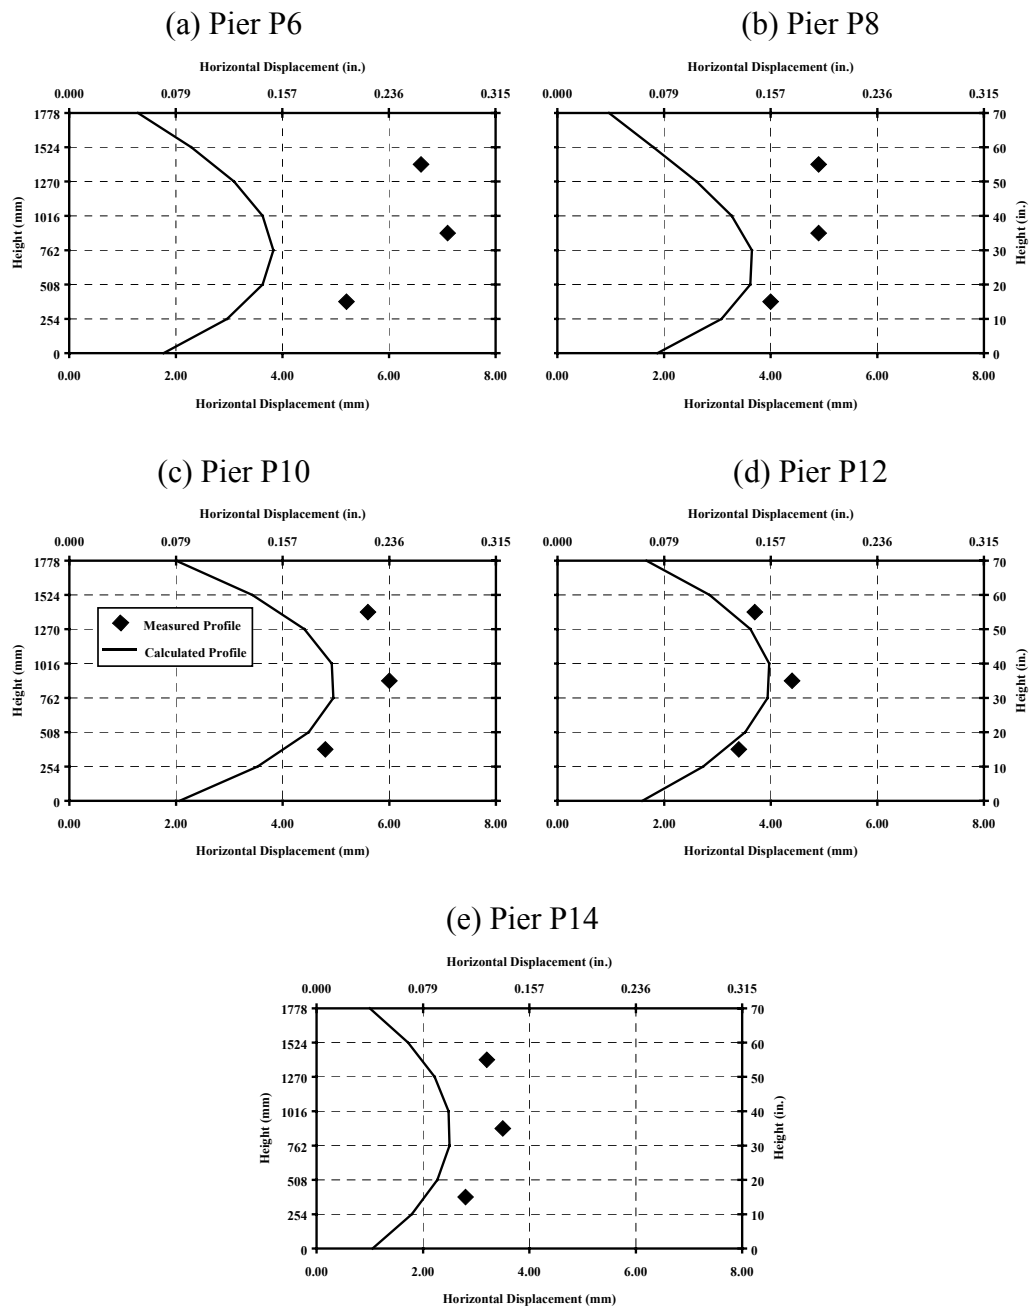 (a) Pier P6
(b) Pier P8
Horizontal Displacement (in.)
Horizontal Displacement (in.)
0.000 0.079 0.157 0.236 0.315
0.000 0.079 0.157 0.236 0.315
1778 70
1524 60
1270 50
1016 40
762 30
508 20
254 10
0 0
Height (mm)
Height (in.)
0.00 2.00 4.00 6.00 8.00
0.00 2.00 4.00 6.00 8.00
Horizontal Displacement (mm)
Horizontal Displacement (mm)
(c) Pier P10
(d) Pier P12
Horizontal Displacement (in.)
Horizontal Displacement (in.)
0.000 0.079 0.157 0.236 0.315
0.000 0.079 0.157 0.236 0.315
1778 70
1524 60
1270 50
1016 40
762 30
508 20
254 10
0 0
Height (mm)
Measured Profile
Calculated Profile
Height (in.)
0.00 2.00 4.00 6.00 8.00
0.00 2.00 4.00 6.00 8.00
Horizontal Displacement (mm)
Horizontal Displacement (mm)
(e) Pier P14
Horizontal Displacement (in.)
0.000 0.079 0.157 0.236 0.315
1778 70
1524 60
1270 50
1016 40
762 30
508 20
254 10
0 0
Height (mm)
Height (in.)
0.00 2.00 4.00 6.00 8.00
Horizontal Displacement (mm)